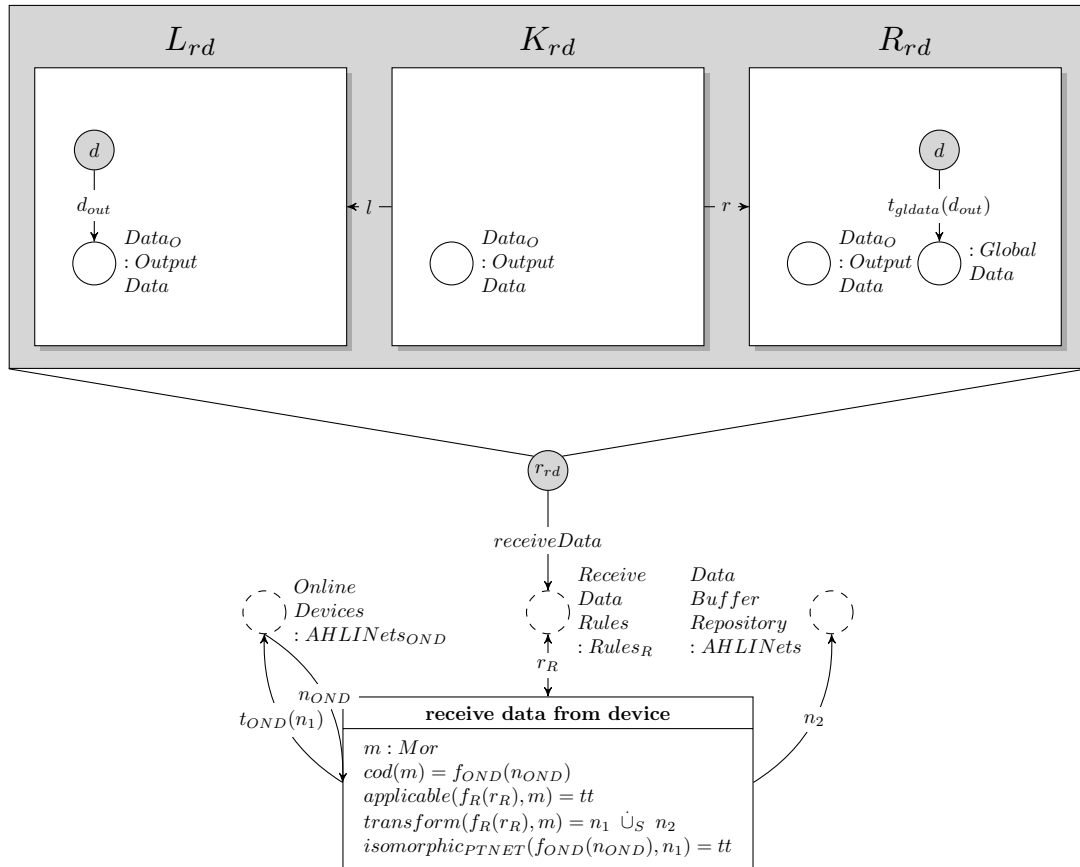 L_rd K_rd R_rd
d d
d_out l r t_gldata(d_out)
Data_O
: Output
Data
Data_O
: Output
Data
Data_O
: Output
Data
: Global
Data
r_rd
receiveData
Online
Devices
: AHLINets_OND
Receive
Data
Rules
: Rules_R
Data
Buffer
Repository
: AHLINets
r_R
n_OND
t_OND(n_1)
n_2
receive data from device
m : Mor
cod(m) = f_OND(n_OND)
applicable(f_R(r_R), m) = tt
transform(f_R(r_R), m) = n_1 ∪̇_S n_2
isomorphic_PTNET(f_OND(n_OND), n_1) = tt